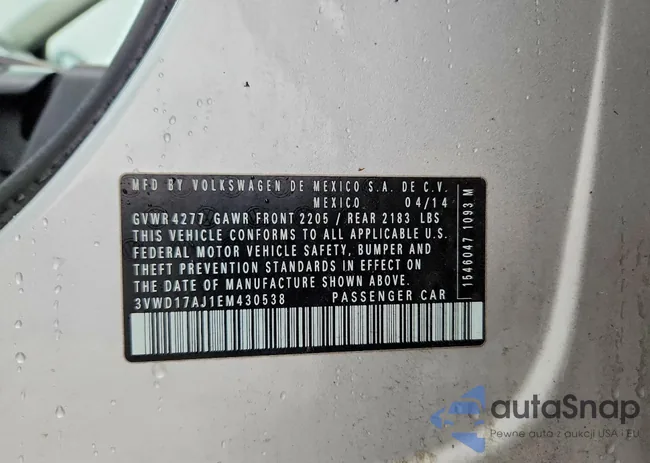 MFD BY VOLKSWAGEN DE MEXICO S.A. DE C.V.
MEXICO. 04/14
GVWR4277 GAWR FRONT 2205 / REAR 2183 LBS
THIS VEHICLE CONFORMS TO ALL APPLICABLE U.S.
FEDERAL MOTOR VEHICLE SAFETY, BUMPER AND
THEFT PREVENTION STANDARDS IN EFFECT ON
THE DATE OF MANUFACTURE SHOWN ABOVE.
3VWD17AJ1EM430538 PASSENGER CAR
1546047 1093 M
autaSnap
Pewne auta z aukcji USA i EU